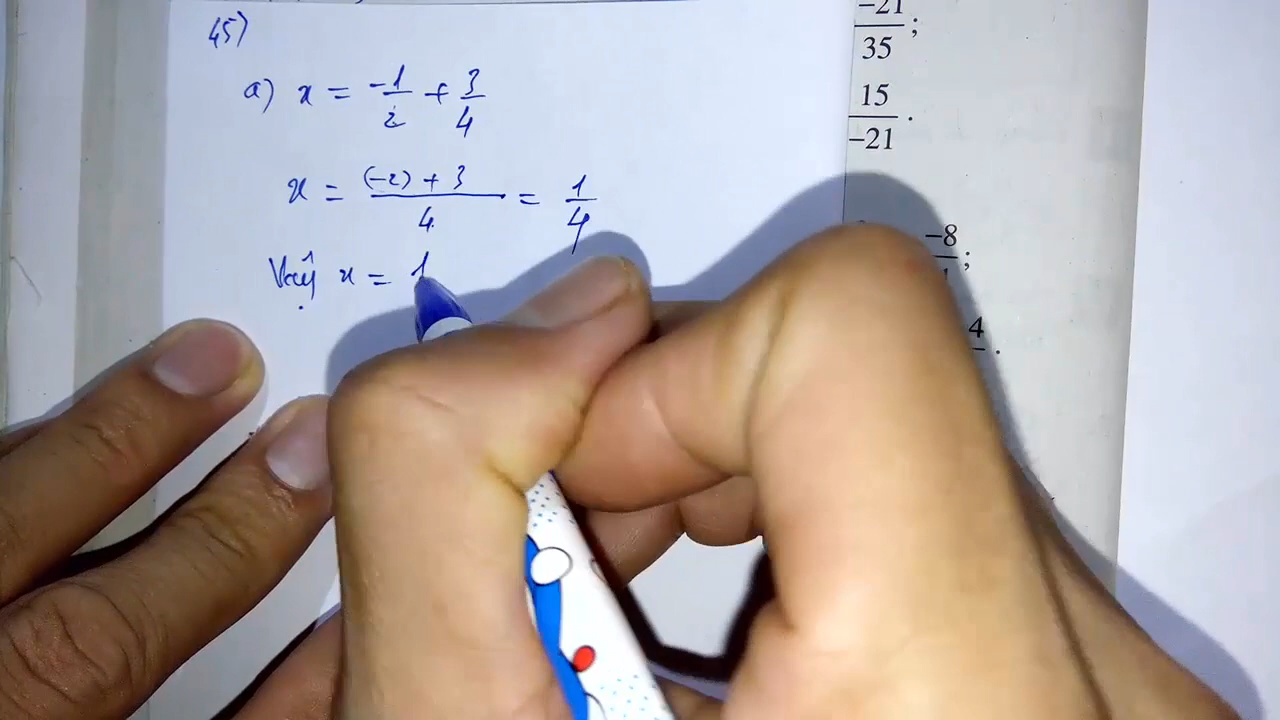 45)
a) x = -1/2 + 3/4
x = (-2) + 3/4 = 1/4
Vậy x = 1
-21/35;
15/-21.
-8
;
4
.